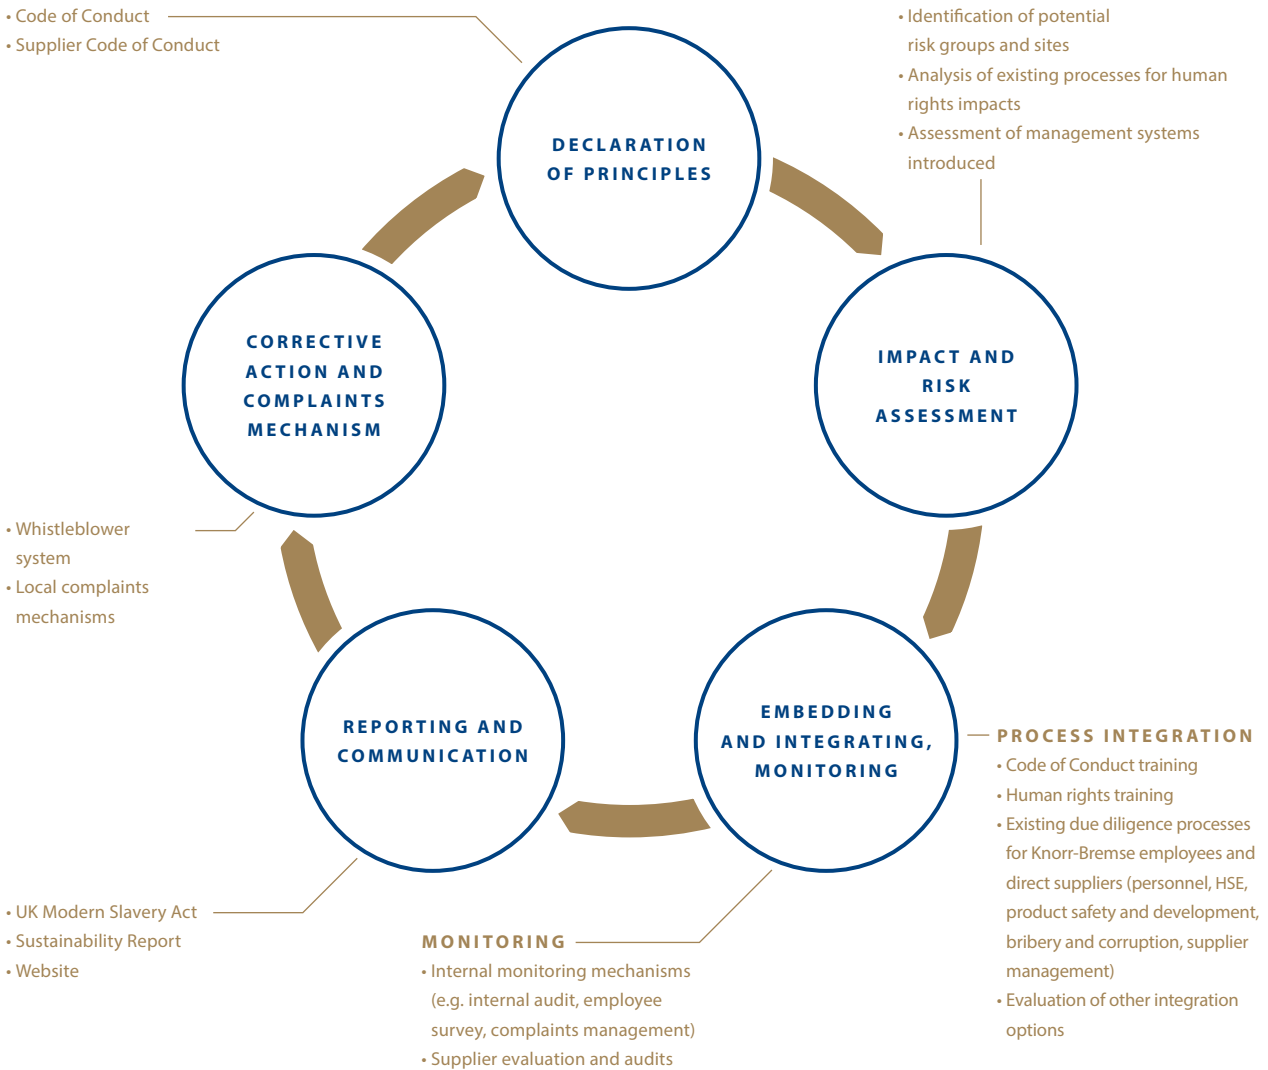 • Code of Conduct
• Supplier Code of Conduct
DECLARATION
OF PRINCIPLES
• Identification of potential
risk groups and sites
• Analysis of existing processes for human
rights impacts
• Assessment of management systems
introduced
IMPACT AND
RISK
ASSESSMENT
EMBEDDING
AND INTEGRATING,
MONITORING
PROCESS INTEGRATION
• Code of Conduct training
• Human rights training
• Existing due diligence processes
for Knorr-Bremse employees and
direct suppliers (personnel, HSE,
product safety and development,
bribery and corruption, supplier
management)
• Evaluation of other integration
options
MONITORING
• Internal monitoring mechanisms
(e.g. internal audit, employee
survey, complaints management)
• Supplier evaluation and audits
REPORTING AND
COMMUNICATION
• UK Modern Slavery Act
• Sustainability Report
• Website
CORRECTIVE
ACTION AND
COMPLAINTS
MECHANISM
• Whistleblower
system
• Local complaints
mechanisms